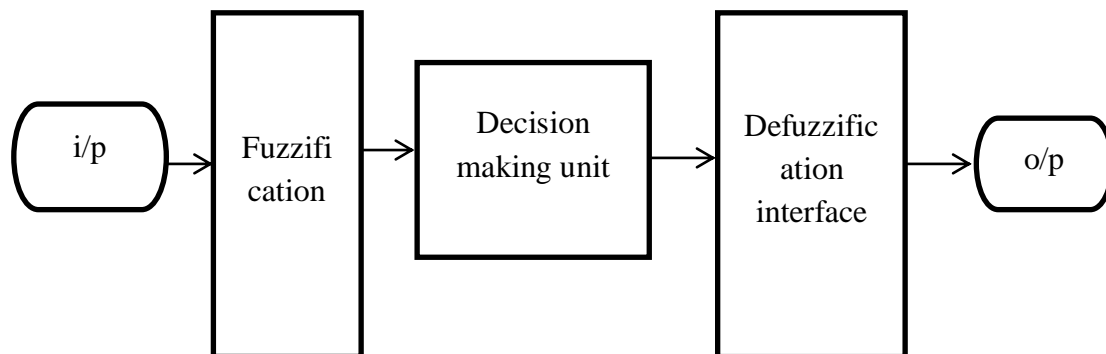 i/p
Fuzzifi
cation
Decision
making unit
Defuzzific
ation
interface
o/p